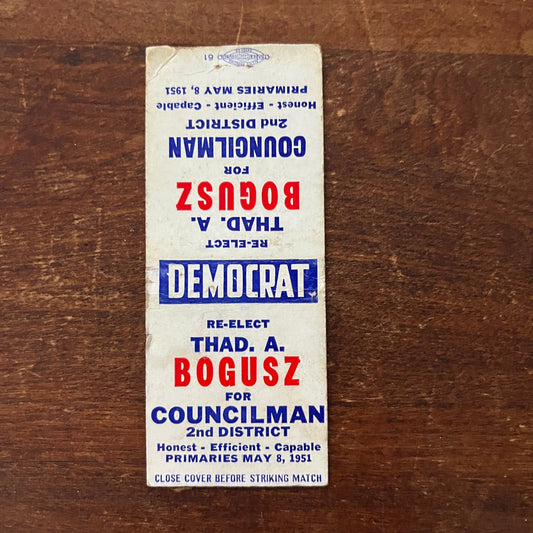 DEMOCRAT
RE-ELECT
THAD. A.
BOGUSZ
FOR
COUNCILMAN
2nd DISTRICT
Honest - Efficient - Capable
PRIMARIES MAY 8, 1951
CLOSE COVER BEFORE STRIKING MATCH
RE-ELECT
THAD. A.
BOGUSZ
FOR
COUNCILMAN
2nd DISTRICT
Honest - Efficient - Capable
PRIMARIES MAY 8, 1951
61